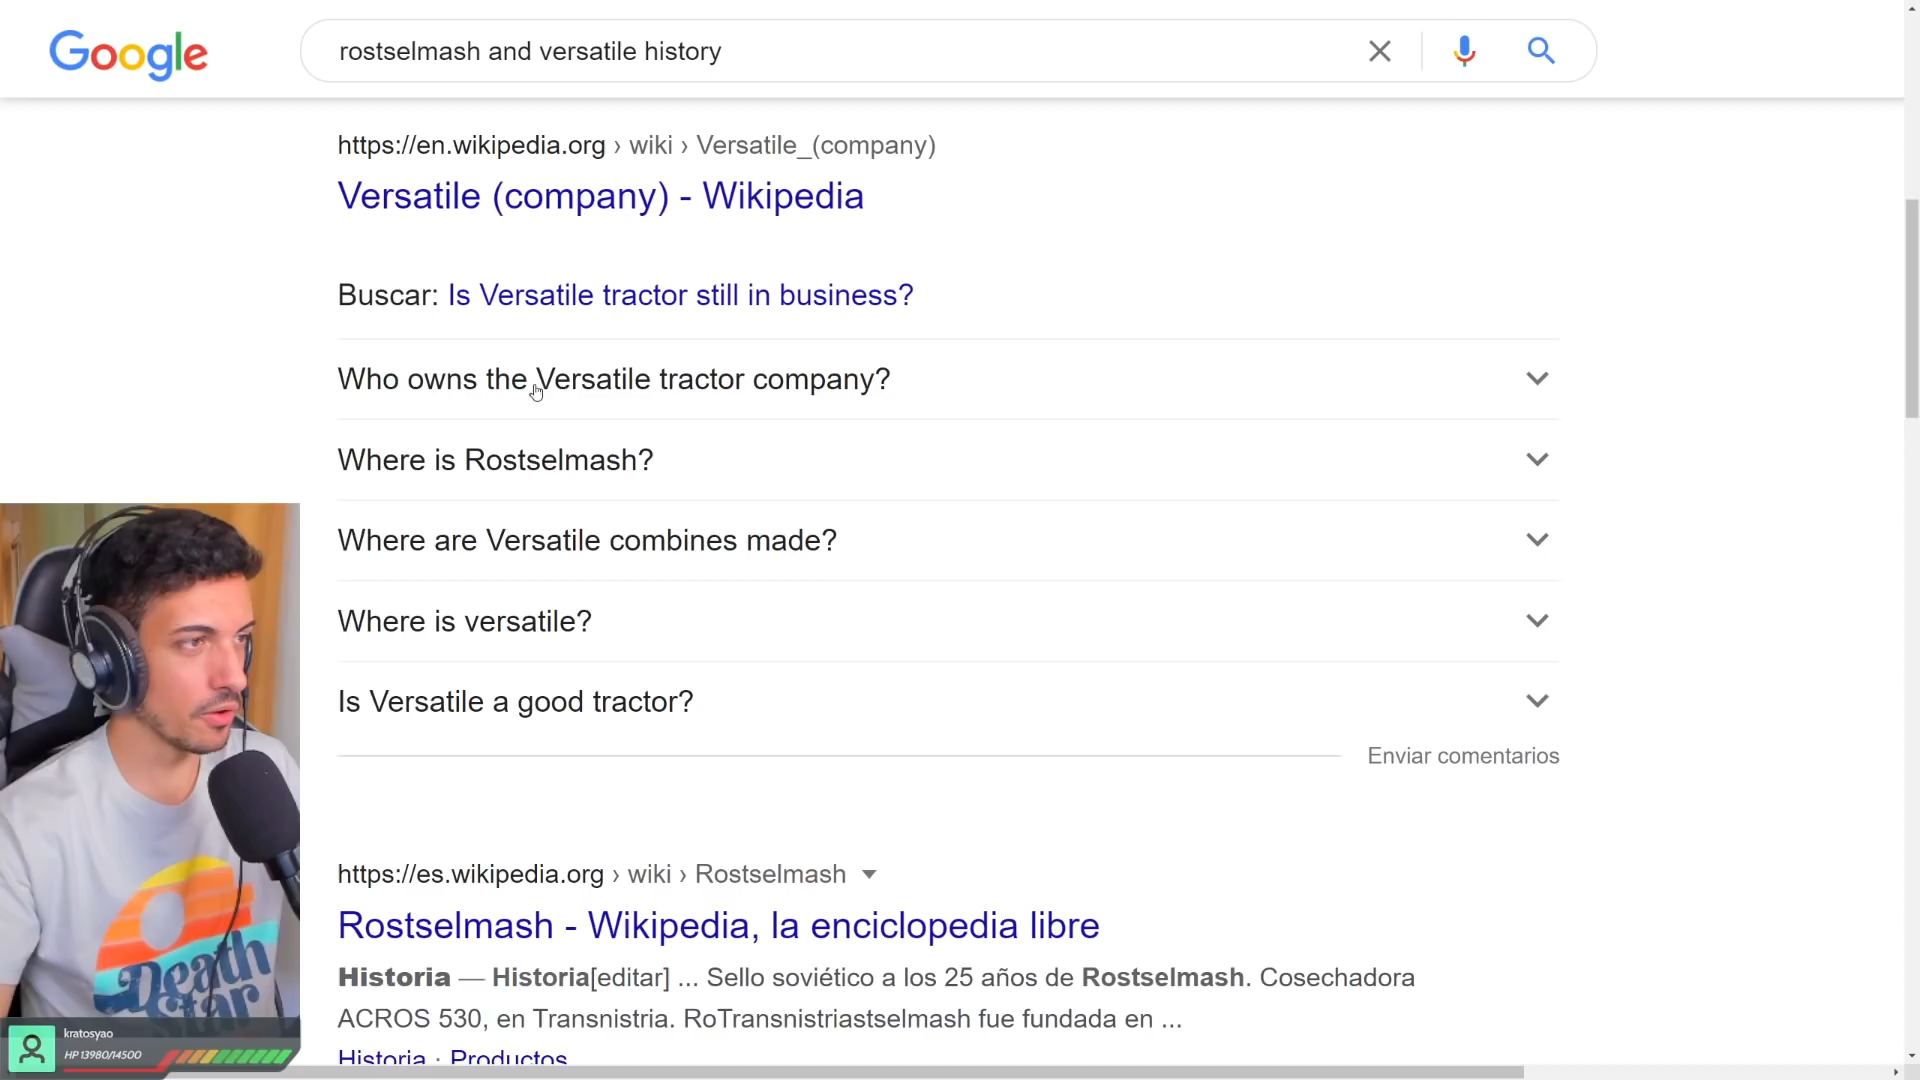 Google
rostselmash and versatile history
https://en.wikipedia.org › wiki › Versatile_(company)
Versatile (company) - Wikipedia
Buscar: Is Versatile tractor still in business?
Who owns the Versatile tractor company?
Where is Rostselmash?
Where are Versatile combines made?
Where is versatile?
Is Versatile a good tractor?
Enviar comentarios
https://es.wikipedia.org › wiki › Rostselmash
Rostselmash - Wikipedia, la enciclopedia libre
Historia — Historia[editar] ... Sello soviético a los 25 años de Rostselmash. Cosechadora
ACROS 530, en Transnistria. RoTransnistriastselmash fue fundada en ...
Historia · Productos
Death
Star
kratosyao
HP 13980/14500